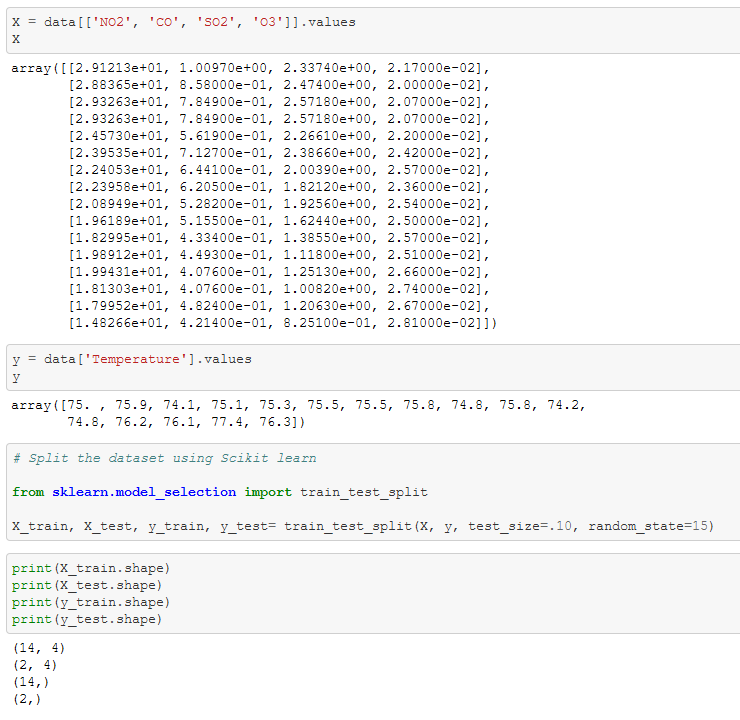 X = data[['NO2', 'CO', 'SO2', 'O3']].values
X
array([[2.91213e+01, 1.00970e+00, 2.33740e+00, 2.17000e-02],
       [2.88365e+01, 8.58000e-01, 2.47400e+00, 2.00000e-02],
       [2.93263e+01, 7.84900e-01, 2.57180e+00, 2.07000e-02],
       [2.93263e+01, 7.84900e-01, 2.57180e+00, 2.07000e-02],
       [2.45730e+01, 5.61900e-01, 2.26610e+00, 2.20000e-02],
       [2.39535e+01, 7.12700e-01, 2.38660e+00, 2.42000e-02],
       [2.24053e+01, 6.44100e-01, 2.00390e+00, 2.57000e-02],
       [2.23958e+01, 6.20500e-01, 1.82120e+00, 2.36000e-02],
       [2.08949e+01, 5.28200e-01, 1.92560e+00, 2.54000e-02],
       [1.96189e+01, 5.15500e-01, 1.62440e+00, 2.50000e-02],
       [1.82995e+01, 4.33400e-01, 1.38550e+00, 2.57000e-02],
       [1.98912e+01, 4.49300e-01, 1.11800e+00, 2.51000e-02],
       [1.99431e+01, 4.07600e-01, 1.25130e+00, 2.66000e-02],
       [1.81303e+01, 4.07600e-01, 1.00820e+00, 2.74000e-02],
       [1.79952e+01, 4.82400e-01, 1.20630e+00, 2.67000e-02],
       [1.48266e+01, 4.21400e-01, 8.25100e-01, 2.81000e-02]])
y = data['Temperature'].values
y
array([75. , 75.9, 74.1, 75.1, 75.3, 75.5, 75.5, 75.8, 74.8, 75.8, 74.2,
       74.8, 76.2, 76.1, 77.4, 76.3])
# Split the dataset using Scikit learn
from sklearn.model_selection import train_test_split
X_train, X_test, y_train, y_test= train_test_split(X, y, test_size=.10, random_state=15)
print(X_train.shape)
print(X_test.shape)
print(y_train.shape)
print(y_test.shape)
(14, 4)
(2, 4)
(14,)
(2,)